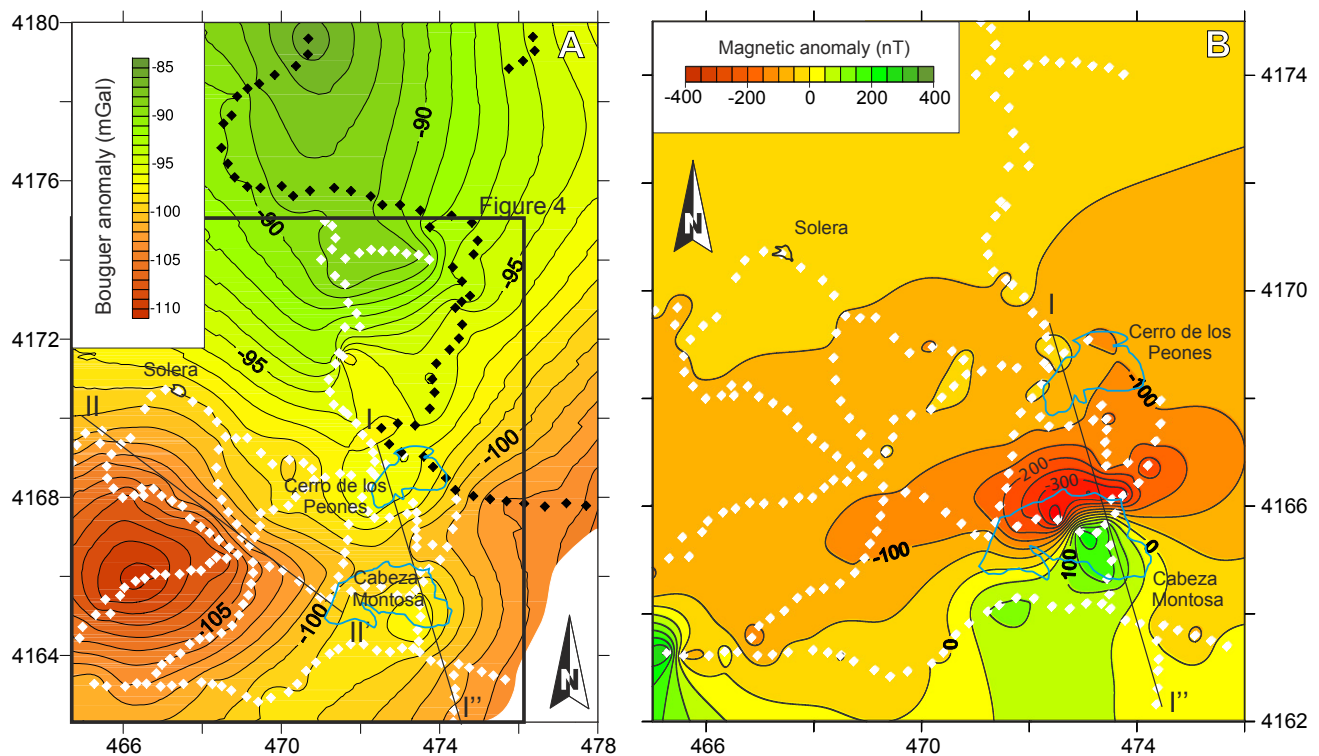 A
Bouguer anomaly (mGal)
-85
-90
-95
-100
-105
-110
4180
4176
4172
4168
4164
466
470
474
478
-90
-90
Figure 4
-95
-95
Solera
II
I
-100
Cerro de los
Peones
Cabeza
Montosa
-105
-100
II'
I''
N
B
Magnetic anomaly (nT)
-400
-200
0
200
400
N
Solera
I
Cerro de los
Peones
-100
-200
-300
-100
100
0
Cabeza
Montosa
0
I''
4174
4170
4166
4162
466
470
474